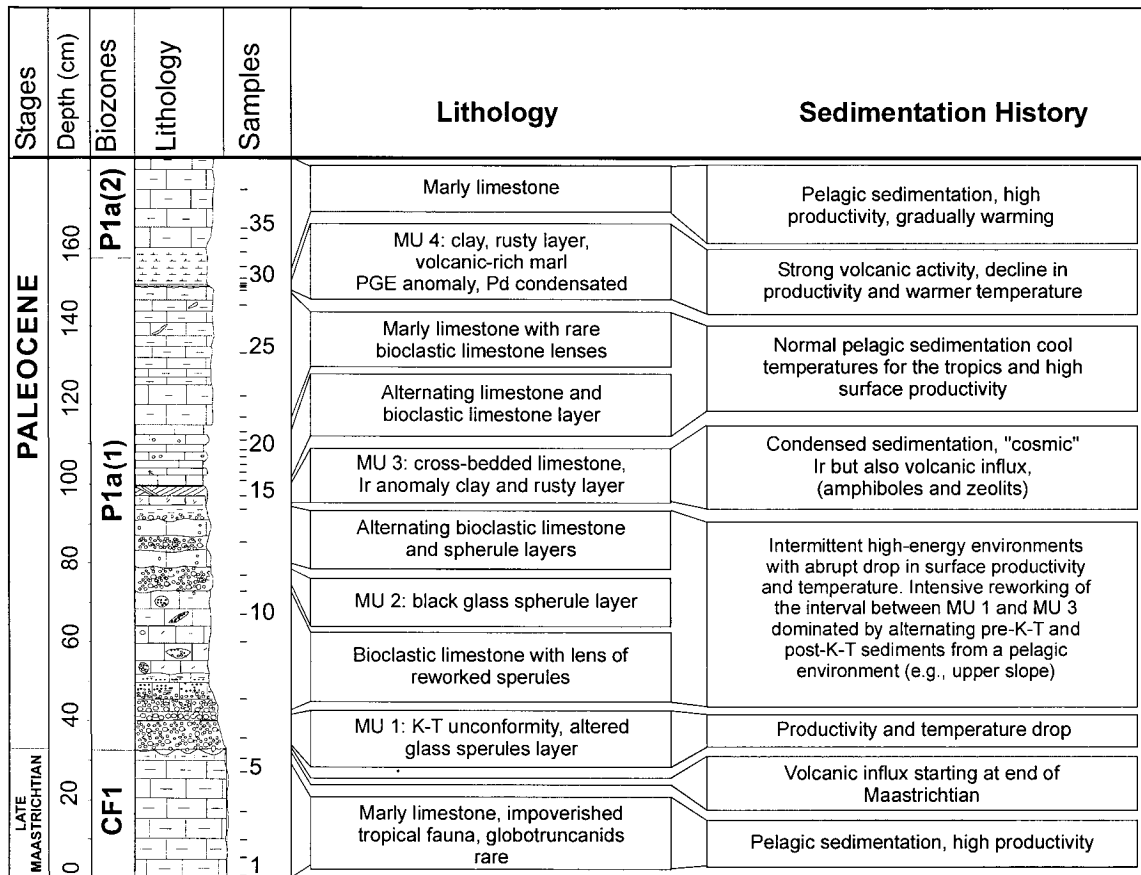 Stages
Depth (cm)
Biozones
Lithology
Samples
Lithology
Sedimentation History
PALEOCENE
LATE
MAASTRICHTIAN
160
140
120
100
80
60
40
20
0
P1a(2)
P1a(1)
CF1
35
30
25
20
15
10
5
1
Marly limestone
MU 4: clay, rusty layer,
volcanic-rich marl
PGE anomaly, Pd condensated
Marly limestone with rare
bioclastic limestone lenses
Alternating limestone and
bioclastic limestone layer
MU 3: cross-bedded limestone,
Ir anomaly clay and rusty layer
Alternating bioclastic limestone
and spherule layers
MU 2: black glass spherule layer
Bioclastic limestone with lens of
reworked sperules
MU 1: K-T unconformity, altered
glass sperules layer
Marly limestone, impoverished
tropical fauna, globotruncanids
rare
Pelagic sedimentation, high
productivity, gradually warming
Strong volcanic activity, decline in
productivity and warmer temperature
Normal pelagic sedimentation cool
temperatures for the tropics and high
surface productivity
Condensed sedimentation, "cosmic"
Ir but also volcanic influx,
(amphiboles and zeolits)
Intermittent high-energy environments
with abrupt drop in surface productivity
and temperature. Intensive reworking of
the interval between MU 1 and MU 3
dominated by alternating pre-K-T and
post-K-T sediments from a pelagic
environment (e.g., upper slope)
Productivity and temperature drop
Volcanic influx starting at end of
Maastrichtian
Pelagic sedimentation, high productivity